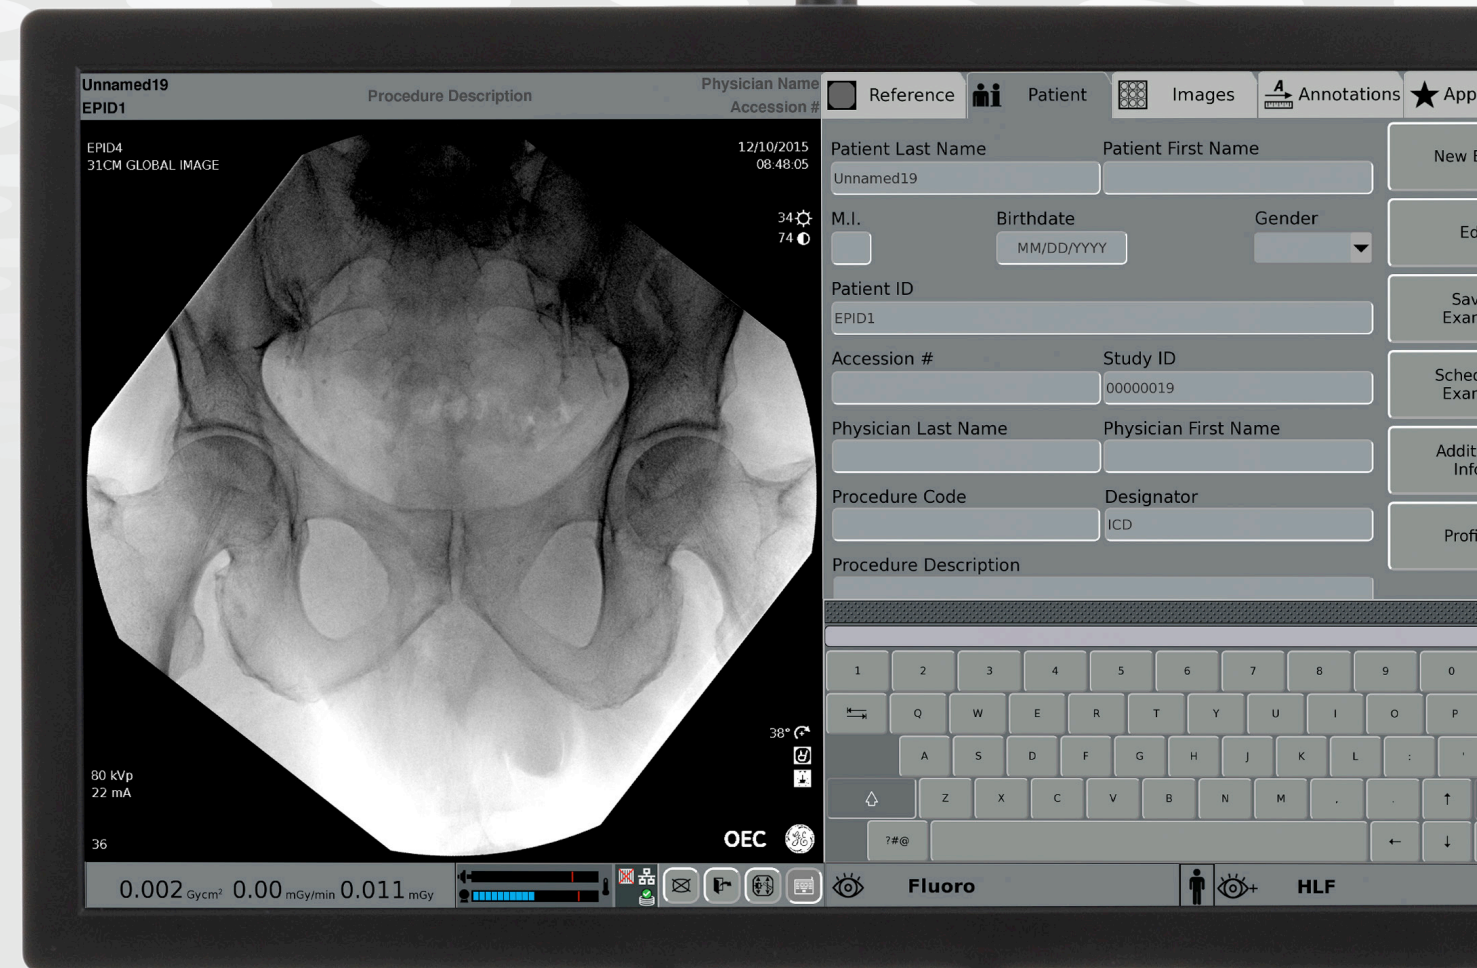 Unnamed19
EPID1
Procedure Description
Physician Name
Accession #
EPID4
31CM GLOBAL IMAGE
12/10/2015
08:48:05
34
74
38°
80 kVp
22 mA
36
OEC
0.002 Gycm² 0.00 mGy/min 0.011 mGy
Reference
Patient
Images
A Annotations
App
Patient Last Name Patient First Name
Unnamed19
M.I. Birthdate Gender
MM/DD/YYYY
Patient ID
EPID1
Accession # Study ID
00000019
Physician Last Name Physician First Name
Procedure Code Designator
ICD
Procedure Description
New E
Ed
Sav
Exar
Sched
Exar
Addit
Info
Profi
1 2 3 4 5 6 7 8 9 0
Q W E R T Y U I O P
A S D F G H J K L : '
Z X C V B N M , .
?#@
Fluoro
HLF